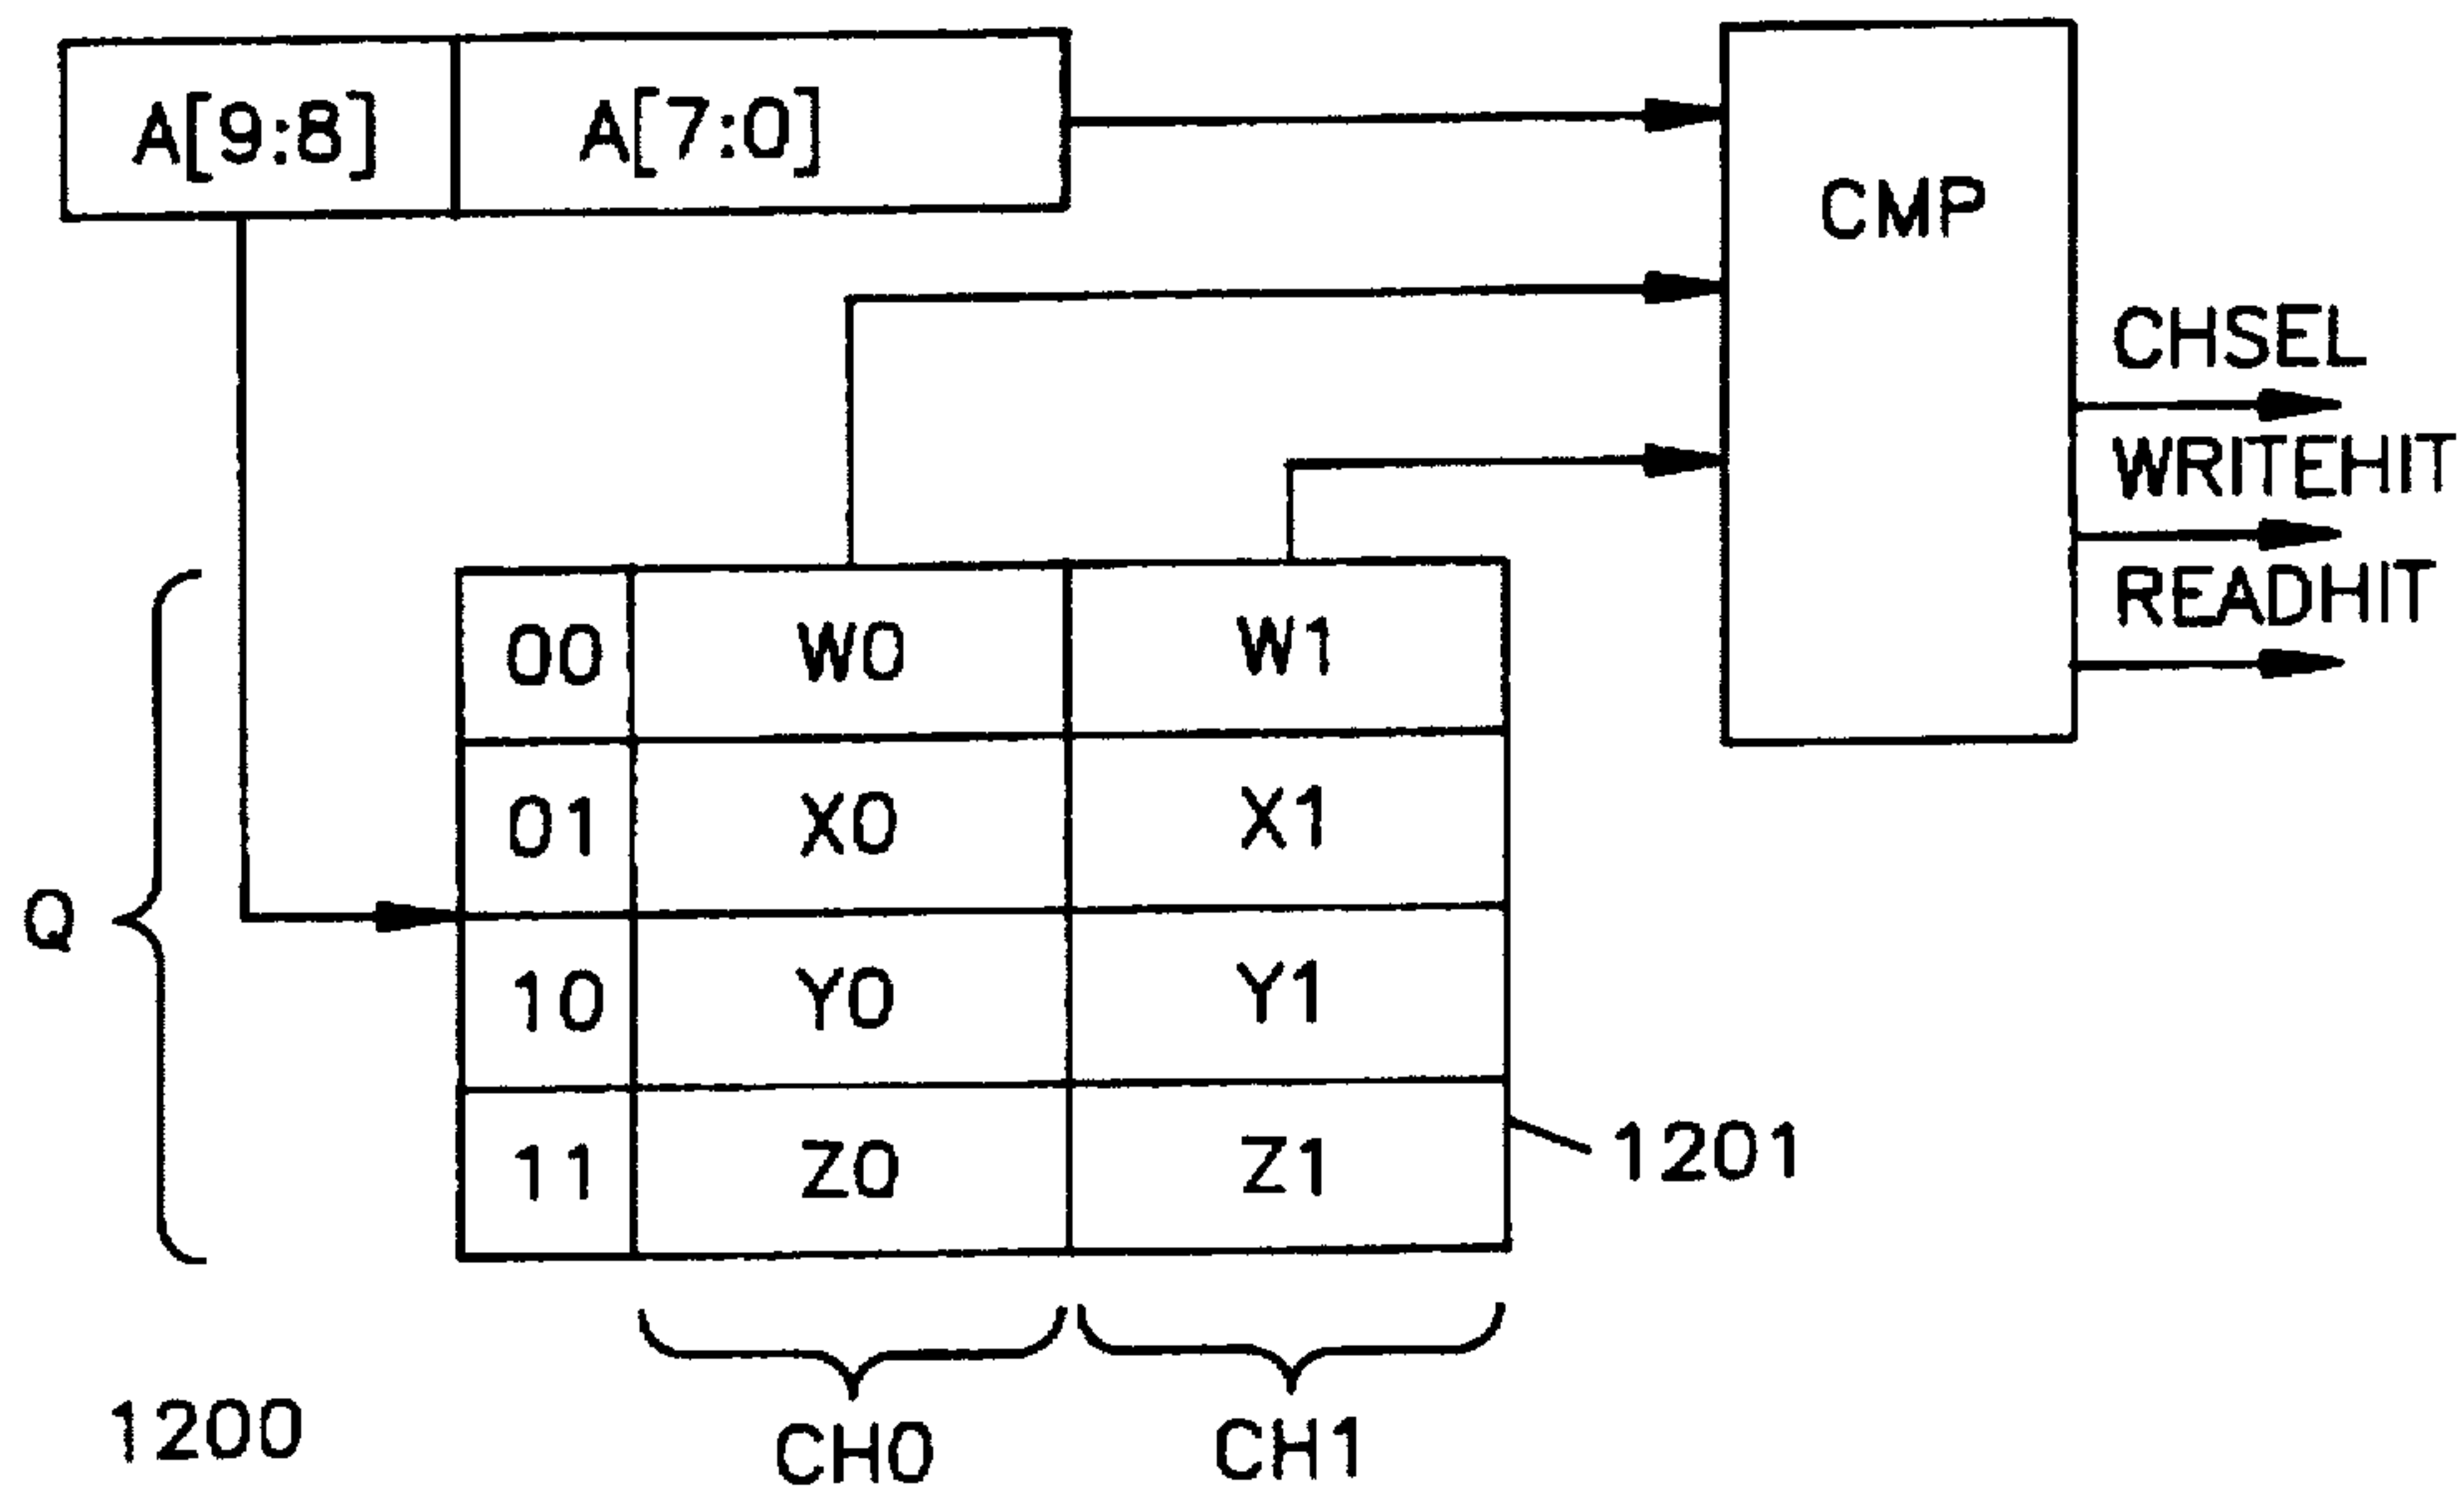 A[9:8] A[7:0]
CMP
CHSEL
WRITEHIT
READHIT
00 W0 W1
01 X0 X1
Q
10 Y0 Y1
11 Z0 Z1
1201
1200
CH0 CH1